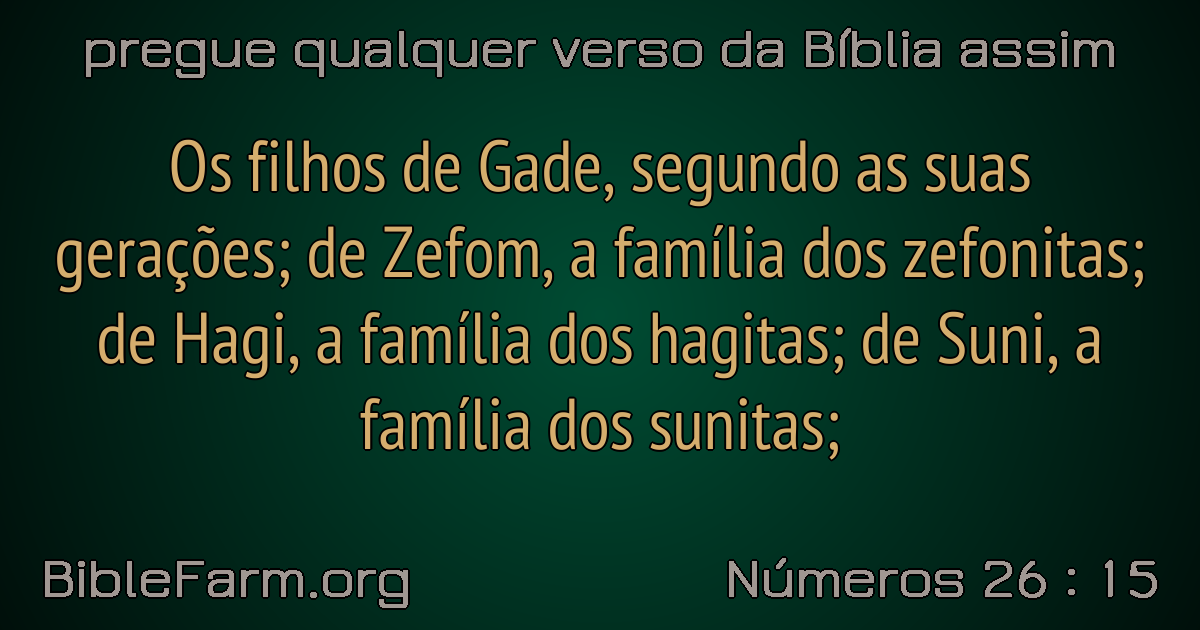 pregue qualquer verso da Bíblia assim
Os filhos de Gade, segundo as suas
gerações; de Zefom, a família dos zefonitas;
de Hagi, a família dos hagitas; de Suni, a
família dos sunitas;
BibleFarm.org
Números 26 : 15